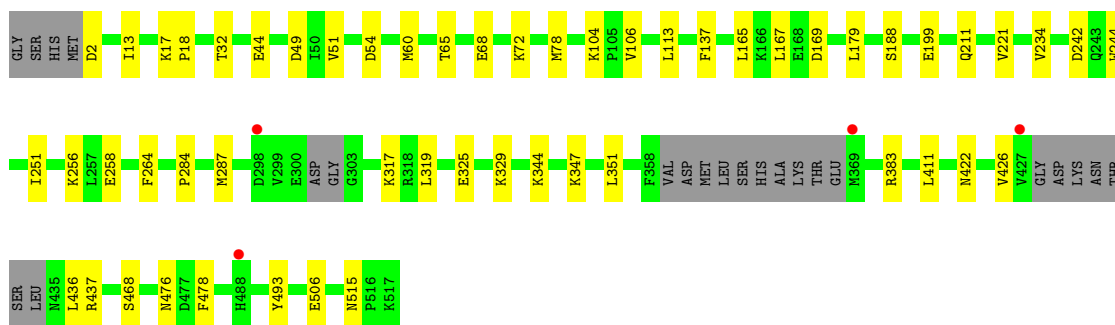 GLY SER HIS MET D2 I13 K17 P18 T32 E44 D49 I50 V51 D54 M60 T65 E68 K72 M78 K104 P105 V106 L113 F137 L165 K166 L167 E168 D169 L179 S188 E199 Q211 V221 V234 D242 Q243
I251 K256 L257 E258 F264 P284 M287 D298 V299 E300 ASP GLY G303 K317 R318 L319 E325 K329 K344 K347 L351 F358 VAL ASP MET LEU SER HIS ALA LYS THR GLU M369 R383 L411 N422 V426 V427 GLY ASP LYS ASN THR
SER LEU N435 L436 R437 S468 N476 D477 F478 H488 Y493 E506 N515 P516 K517